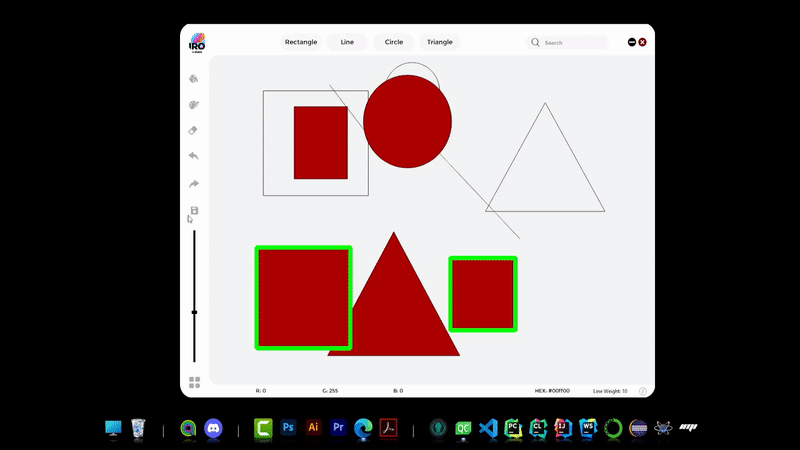 Rectangle
Line
Circle
Triangle
Search
IRO
R: 0
G: 255
B: 0
HEX: #00ff00
Line Weight: 10
Ps
Ai
Pr
QC
PC
CL
IJ
WS